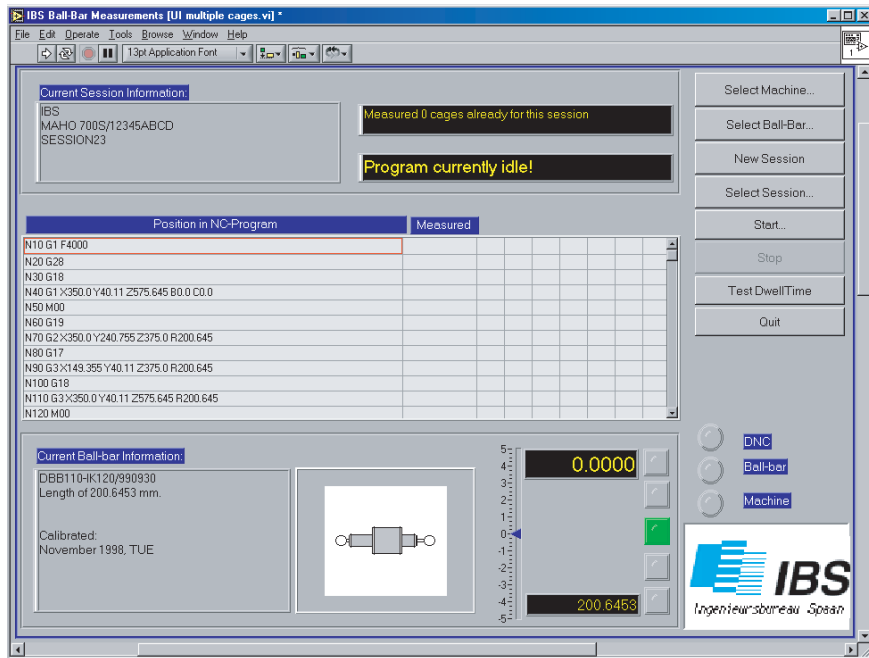 IBS Ball-Bar Measurements [UI multiple cages.vi] *
File Edit Operate Tools Browse Window Help
13pt Application Font
1
Current Session Information:
IBS
MAHO 700S/12345ABCD
SESSION23
Measured 0 cages already for this session
Program currently idle!
Select Machine...
Select Ball-Bar...
New Session
Select Session...
Start...
Stop
Test DwellTime
Quit
Position in NC-Program
Measured
N10 G1 F4000
N20 G28
N30 G18
N40 G1 X350.0 Y40.11 Z575.645 B0.0 C0.0
N50 M00
N60 G19
N70 G2 X350.0 Y240.755 Z375.0 R200.645
N80 G17
N90 G3 X149.355 Y40.11 Z375.0 R200.645
N100 G18
N110 G3 X350.0 Y40.11 Z575.645 R200.645
N120 M00
DNC
Ball-bar
Machine
Current Ball-bar Information:
DBB110-IK120/990930
Length of 200.6453 mm.
Calibrated:
November 1998, TUE
5
4
3
2
1
0
-1
-2
-3
-4
-5
0.0000
200.6453
IBS
Ingenieursbureau Spaan